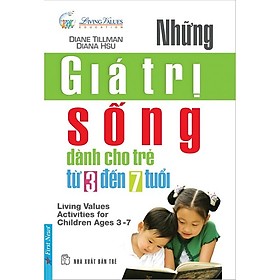 LIVING VALUES
EDUCATION
DIANE TILLMAN
DIANA HSU
Những
Giá trị
sống
dành cho trẻ
từ 3 đến 7 tuổi
Living Values
Activities for
Children Ages 3-7
First News
NHÀ XUẤT BẢN TRẺ